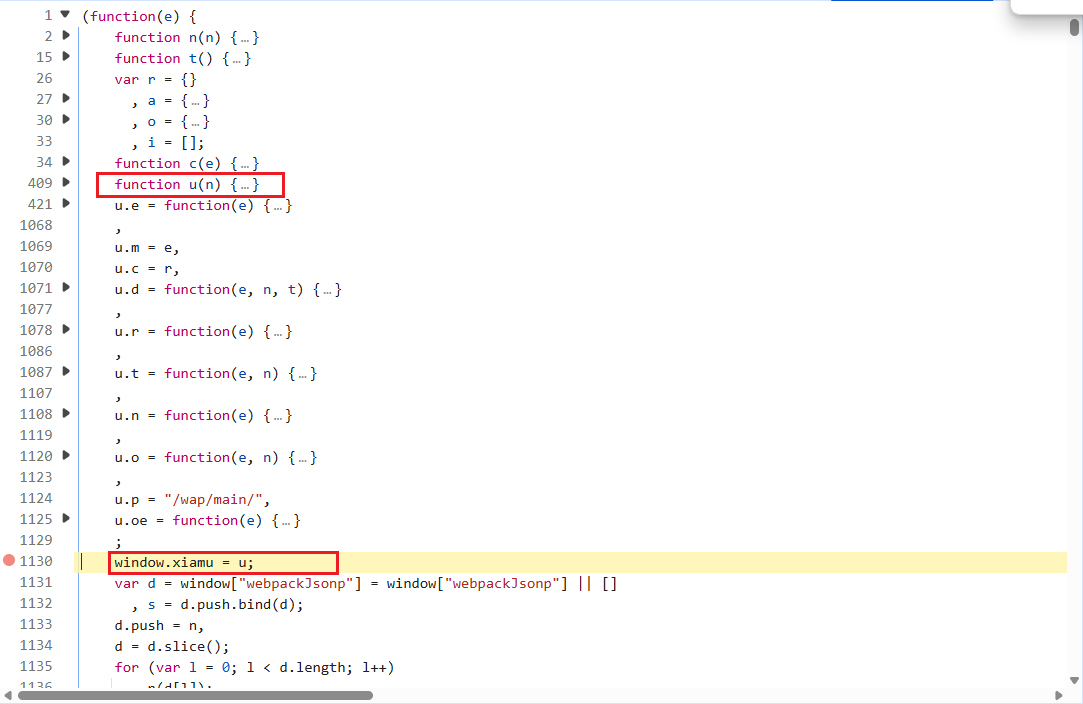 1 (function(e) {
2 function n(n) {…}
15 function t() {…}
26 var r = {}
27 , a = {…}
30 , o = {…}
33 , i = [];
34 function c(e) {…}
409 function u(n) {…}
421 u.e = function(e) {…}
1068 ,
1069 u.m = e,
1070 u.c = r,
1071 u.d = function(e, n, t) {…}
1077 ,
1078 u.r = function(e) {…}
1086 ,
1087 u.t = function(e, n) {…}
1107 ,
1108 u.n = function(e) {…}
1119 ,
1120 u.o = function(e, n) {…}
1123 ,
1124 u.p = "/wap/main/",
1125 u.oe = function(e) {…}
1129 ;
1130 window.xiamu = u;
1131 var d = window["webpackJsonp"] = window["webpackJsonp"] || []
1132 , s = d.push.bind(d);
1133 d.push = n,
1134 d = d.slice();
1135 for (var l = 0; l < d.length; l++)
1136 n(d[l]);